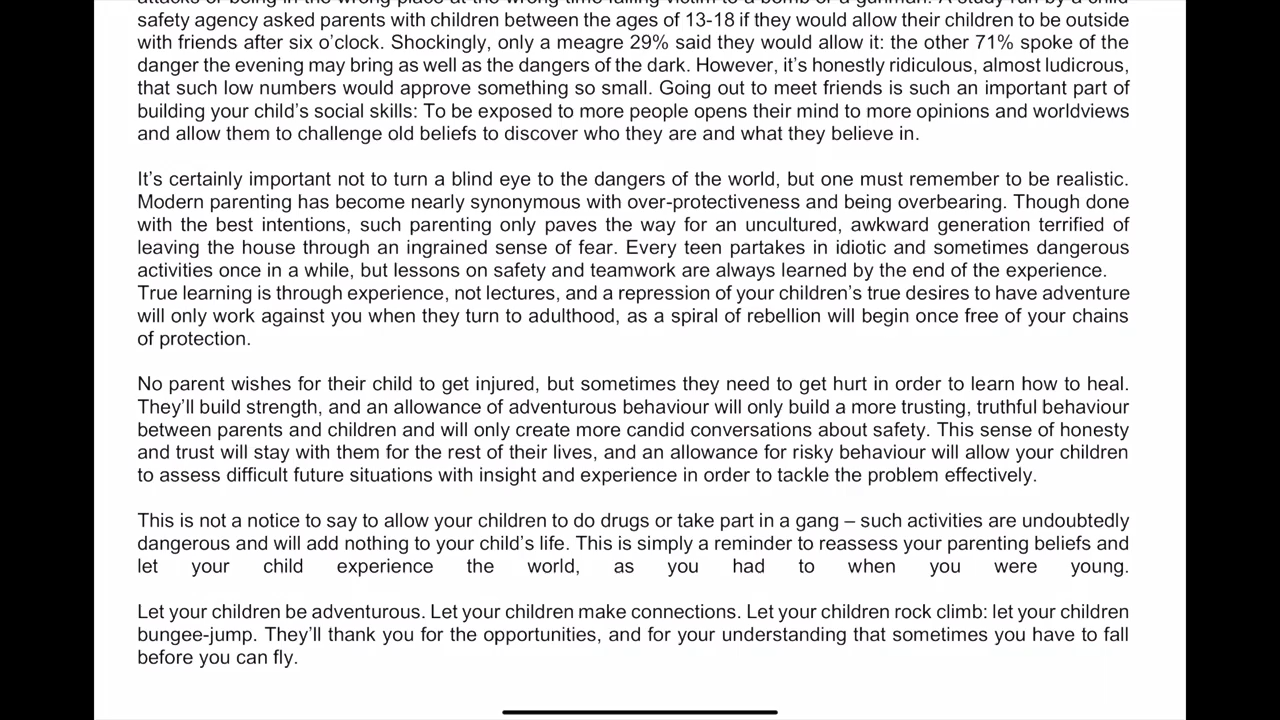 attacks or being in the wrong place at the wrong time falling victim to a bomb or a gunman. A study run by a child
safety agency asked parents with children between the ages of 13-18 if they would allow their children to be outside
with friends after six o’clock. Shockingly, only a meagre 29% said they would allow it: the other 71% spoke of the
danger the evening may bring as well as the dangers of the dark. However, it’s honestly ridiculous, almost ludicrous,
that such low numbers would approve something so small. Going out to meet friends is such an important part of
building your child’s social skills: To be exposed to more people opens their mind to more opinions and worldviews
and allow them to challenge old beliefs to discover who they are and what they believe in.
It’s certainly important not to turn a blind eye to the dangers of the world, but one must remember to be realistic.
Modern parenting has become nearly synonymous with over-protectiveness and being overbearing. Though done
with the best intentions, such parenting only paves the way for an uncultured, awkward generation terrified of
leaving the house through an ingrained sense of fear. Every teen partakes in idiotic and sometimes dangerous
activities once in a while, but lessons on safety and teamwork are always learned by the end of the experience.
True learning is through experience, not lectures, and a repression of your children’s true desires to have adventure
will only work against you when they turn to adulthood, as a spiral of rebellion will begin once free of your chains
of protection.
No parent wishes for their child to get injured, but sometimes they need to get hurt in order to learn how to heal.
They’ll build strength, and an allowance of adventurous behaviour will only build a more trusting, truthful behaviour
between parents and children and will only create more candid conversations about safety. This sense of honesty
and trust will stay with them for the rest of their lives, and an allowance for risky behaviour will allow your children
to assess difficult future situations with insight and experience in order to tackle the problem effectively.
This is not a notice to say to allow your children to do drugs or take part in a gang – such activities are undoubtedly
dangerous and will add nothing to your child’s life. This is simply a reminder to reassess your parenting beliefs and
let your child experience the world, as you had to when you were young.
Let your children be adventurous. Let your children make connections. Let your children rock climb: let your children
bungee-jump. They’ll thank you for the opportunities, and for your understanding that sometimes you have to fall
before you can fly.